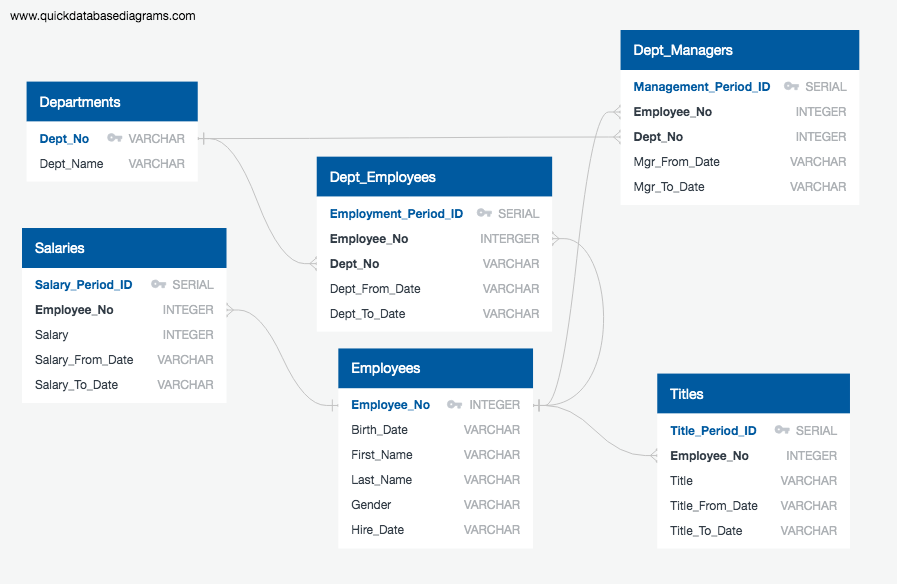 www.quickdatabasediagrams.com
Departments
Dept_No VARCHAR
Dept_Name VARCHAR
Dept_Managers
Management_Period_ID SERIAL
Employee_No INTEGER
Dept_No INTEGER
Mgr_From_Date VARCHAR
Mgr_To_Date VARCHAR
Dept_Employees
Employment_Period_ID SERIAL
Employee_No INTERGER
Dept_No VARCHAR
Dept_From_Date VARCHAR
Dept_To_Date VARCHAR
Salaries
Salary_Period_ID SERIAL
Employee_No INTEGER
Salary INTEGER
Salary_From_Date VARCHAR
Salary_To_Date VARCHAR
Employees
Employee_No INTEGER
Birth_Date VARCHAR
First_Name VARCHAR
Last_Name VARCHAR
Gender VARCHAR
Hire_Date VARCHAR
Titles
Title_Period_ID SERIAL
Employee_No INTEGER
Title VARCHAR
Title_From_Date VARCHAR
Title_To_Date VARCHAR